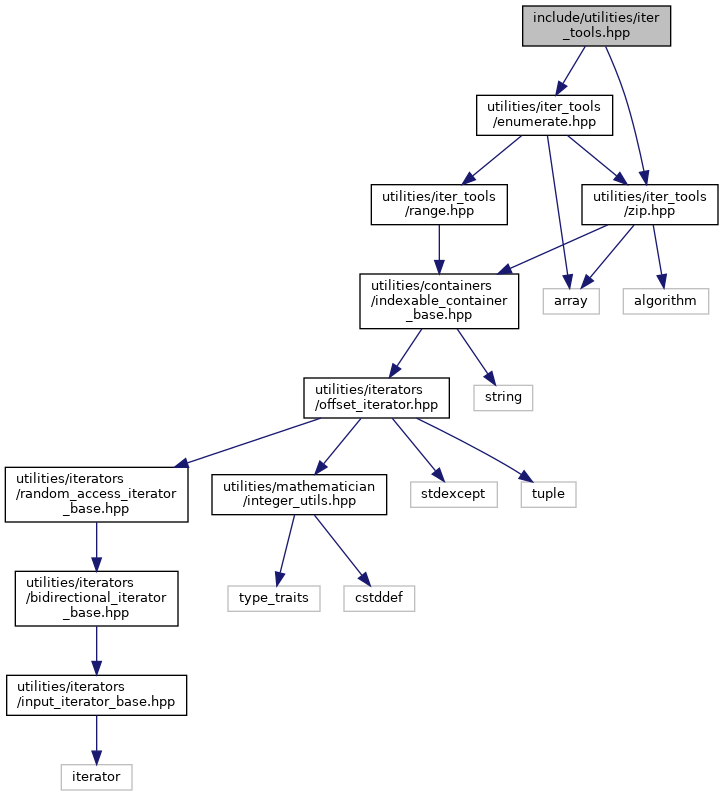 include/utilities/iter
_tools.hpp
utilities/iter_tools
/enumerate.hpp
utilities/iter_tools
/range.hpp
utilities/iter_tools
/zip.hpp
utilities/containers
/indexable_container
_base.hpp
array
algorithm
utilities/iterators
/offset_iterator.hpp
string
utilities/iterators
/random_access_iterator
_base.hpp
utilities/mathematician
/integer_utils.hpp
stdexcept
tuple
utilities/iterators
/bidirectional_iterator
_base.hpp
type_traits
cstddef
utilities/iterators
/input_iterator_base.hpp
iterator